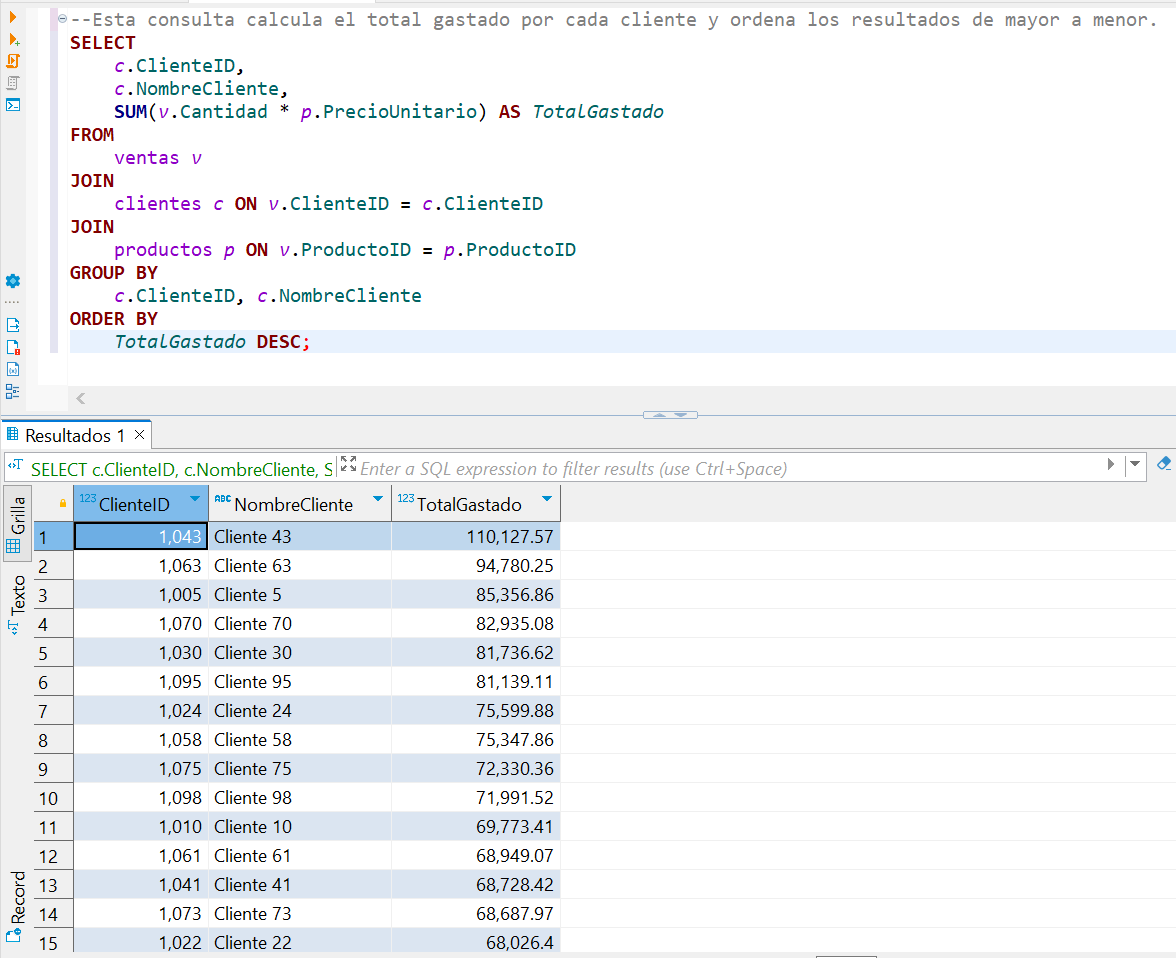 --Esta consulta calcula el total gastado por cada cliente y ordena los resultados de mayor a menor.
SELECT
c.ClienteID,
c.NombreCliente,
SUM(v.Cantidad * p.PrecioUnitario) AS TotalGastado
FROM
ventas v
JOIN
clientes c ON v.ClienteID = c.ClienteID
JOIN
productos p ON v.ProductoID = p.ProductoID
GROUP BY
c.ClienteID, c.NombreCliente
ORDER BY
TotalGastado DESC;
Resultados 1
SELECT c.ClienteID, c.NombreCliente, S Enter a SQL expression to filter results (use Ctrl+Space)
Grilla
Texto
Record
123 ClienteID ABC NombreCliente 123 TotalGastado
1 1,043 Cliente 43 110,127.57
2 1,063 Cliente 63 94,780.25
3 1,005 Cliente 5 85,356.86
4 1,070 Cliente 70 82,935.08
5 1,030 Cliente 30 81,736.62
6 1,095 Cliente 95 81,139.11
7 1,024 Cliente 24 75,599.88
8 1,058 Cliente 58 75,347.86
9 1,075 Cliente 75 72,330.36
10 1,098 Cliente 98 71,991.52
11 1,010 Cliente 10 69,773.41
12 1,061 Cliente 61 68,949.07
13 1,041 Cliente 41 68,728.42
14 1,073 Cliente 73 68,687.97
15 1,022 Cliente 22 68,026.4